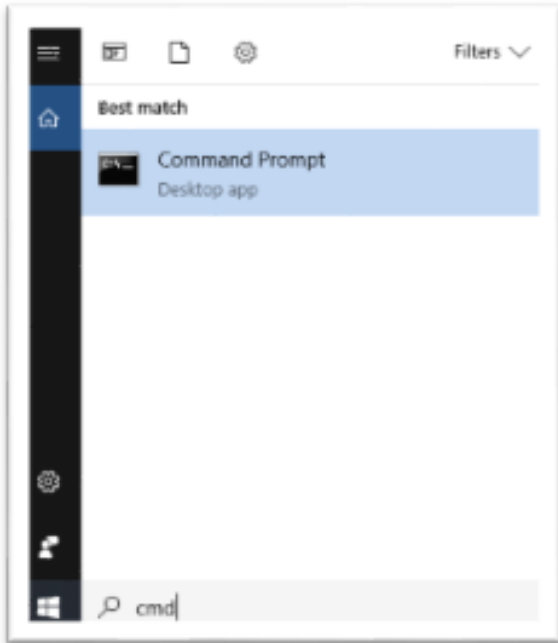 Filters
Best match
Command Prompt
Desktop app
cmd